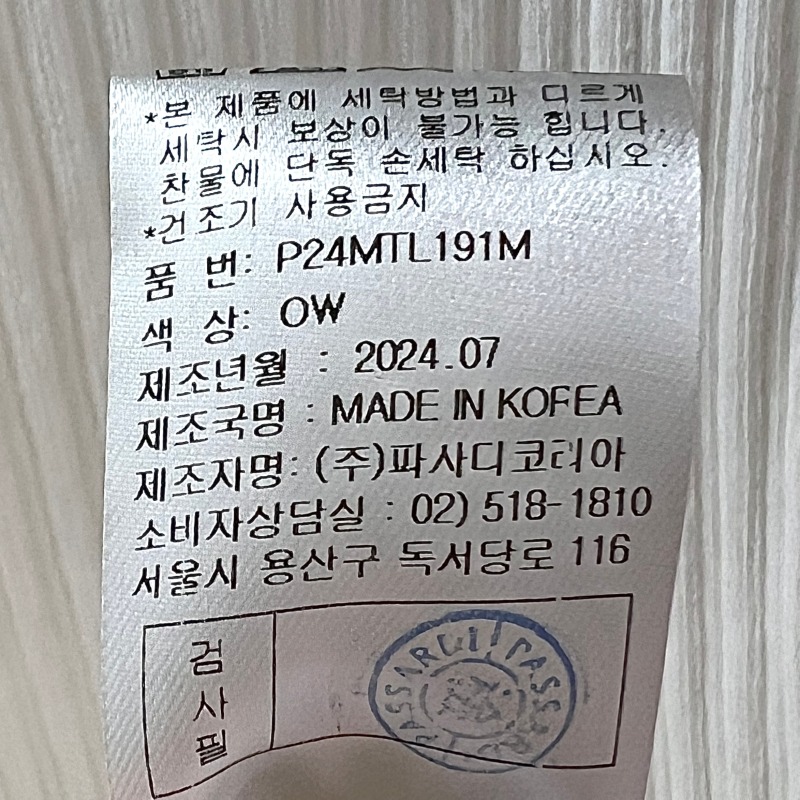 *본 제품에 세탁방법과 다르게
세탁시 보상이 불가능 합니다.
찬물에 단독 손세탁 하십시오.
*건조기 사용금지
품 번: P24MTL191M
색 상: OW
제조년월 : 2024.07
제조국명 : MADE IN KOREA
제조자명: (주)파사디코리아
소비자상담실 : 02) 518-1810
서울시 용산구 독서당로 116
검
사
필